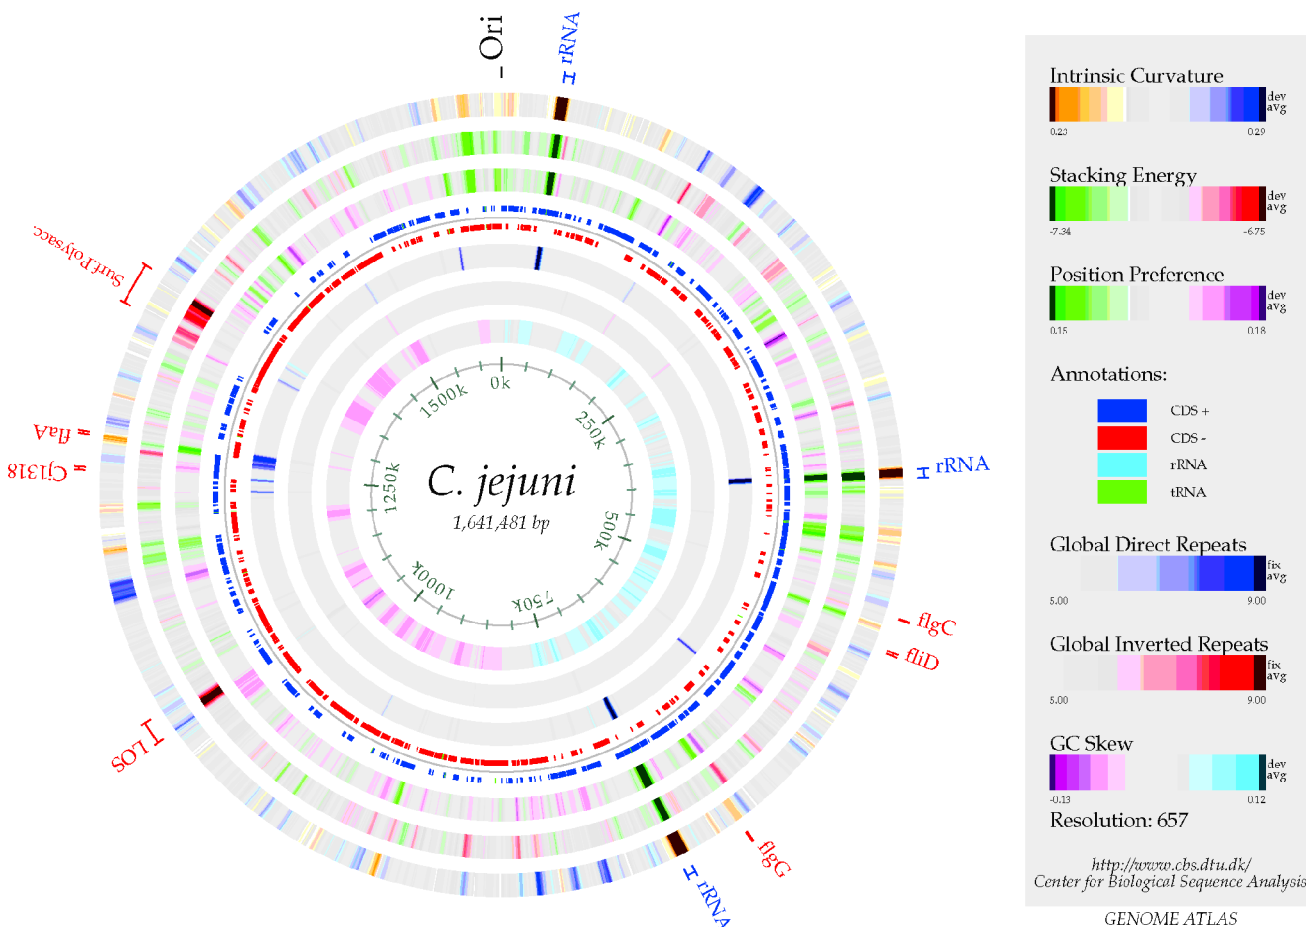 Ori
rRNA
Surf.Polysacc.
flaA
Cj1318
LOS
rRNA
flgC
fliD
flgG
rRNA
0k
250k
500k
750k
1000k
1250k
1500k
C. jejuni
1,641,481 bp
Intrinsic Curvature
dev
avg
0.23 0.29
Stacking Energy
dev
avg
-7.34 -6.75
Position Preference
dev
avg
0.15 0.18
Annotations:
CDS +
CDS -
rRNA
tRNA
Global Direct Repeats
fix
avg
5.00 9.00
Global Inverted Repeats
fix
avg
5.00 9.00
GC Skew
dev
avg
-0.13 0.12
Resolution: 657
http://www.cbs.dtu.dk/
Center for Biological Sequence Analysis
GENOME ATLAS